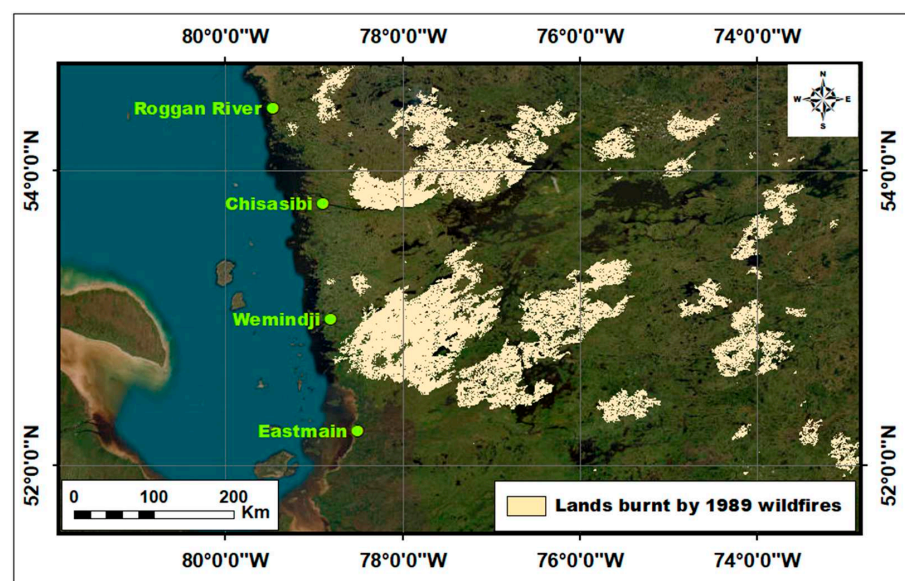 80°0'0"W 78°0'0"W 76°0'0"W 74°0'0"W
N
W E
S
Roggan River
54°0'0"N 54°0'0"N
Chisasibi
Wemindji
Eastmain
52°0'0"N 52°0'0"N
0 100 200
Km
Lands burnt by 1989 wildfires
80°0'0"W 78°0'0"W 76°0'0"W 74°0'0"W